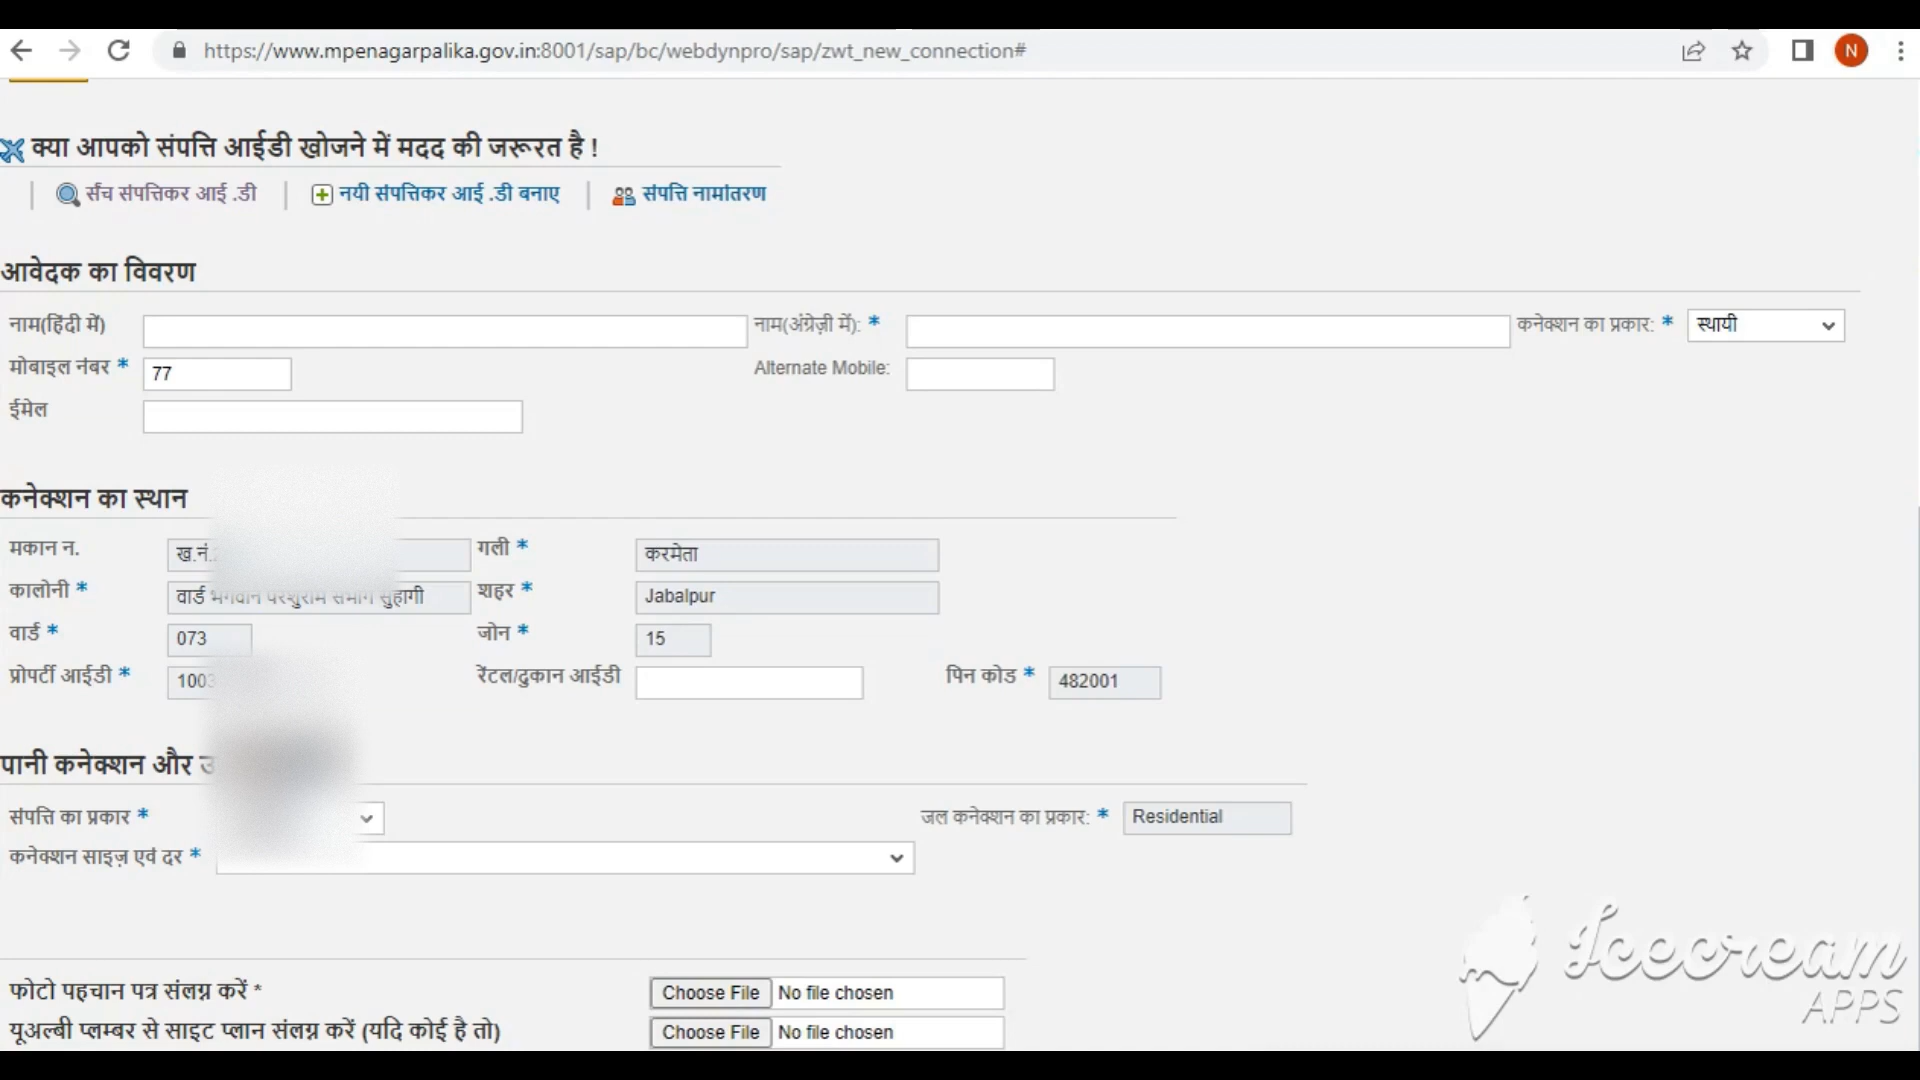 https://www.mpenagarpalika.gov.in:8001/sap/bc/webdynpro/sap/zwt_new_connection#
N
क्या आपको संपत्ति आईडी खोजने में मदद की जरूरत है !
सँच संपत्तिकर आई .डी | नयी संपत्तिकर आई .डी बनाए | संपत्ति नामांतरण
आवेदक का विवरण
नाम(हिंदी में) नाम(अंग्रेज़ी में): * कनेक्शन का प्रकार: * स्थायी
मोबाइल नंबर * 77 Alternate Mobile:
ईमेल
कनेक्शन का स्थान
मकान न. ख.नं. गली * करमेता
कालोनी * वार्ड भगवान परशुराम संभाग सुहागी शहर * Jabalpur
वार्ड * 073 जोन * 15
प्रोपर्टी आईडी * 1003 रेंटल/दुकान आईडी पिन कोड * 482001
पानी कनेक्शन और
संपत्ति का प्रकार * जल कनेक्शन का प्रकार: * Residential
कनेक्शन साइज़ एवं दर *
फोटो पहचान पत्र संलग्न करें * Choose File No file chosen
यूअल्बी प्लम्बर से साइट प्लान संलग्न करें (यदि कोई है तो) Choose File No file chosen
Icecream
APPS